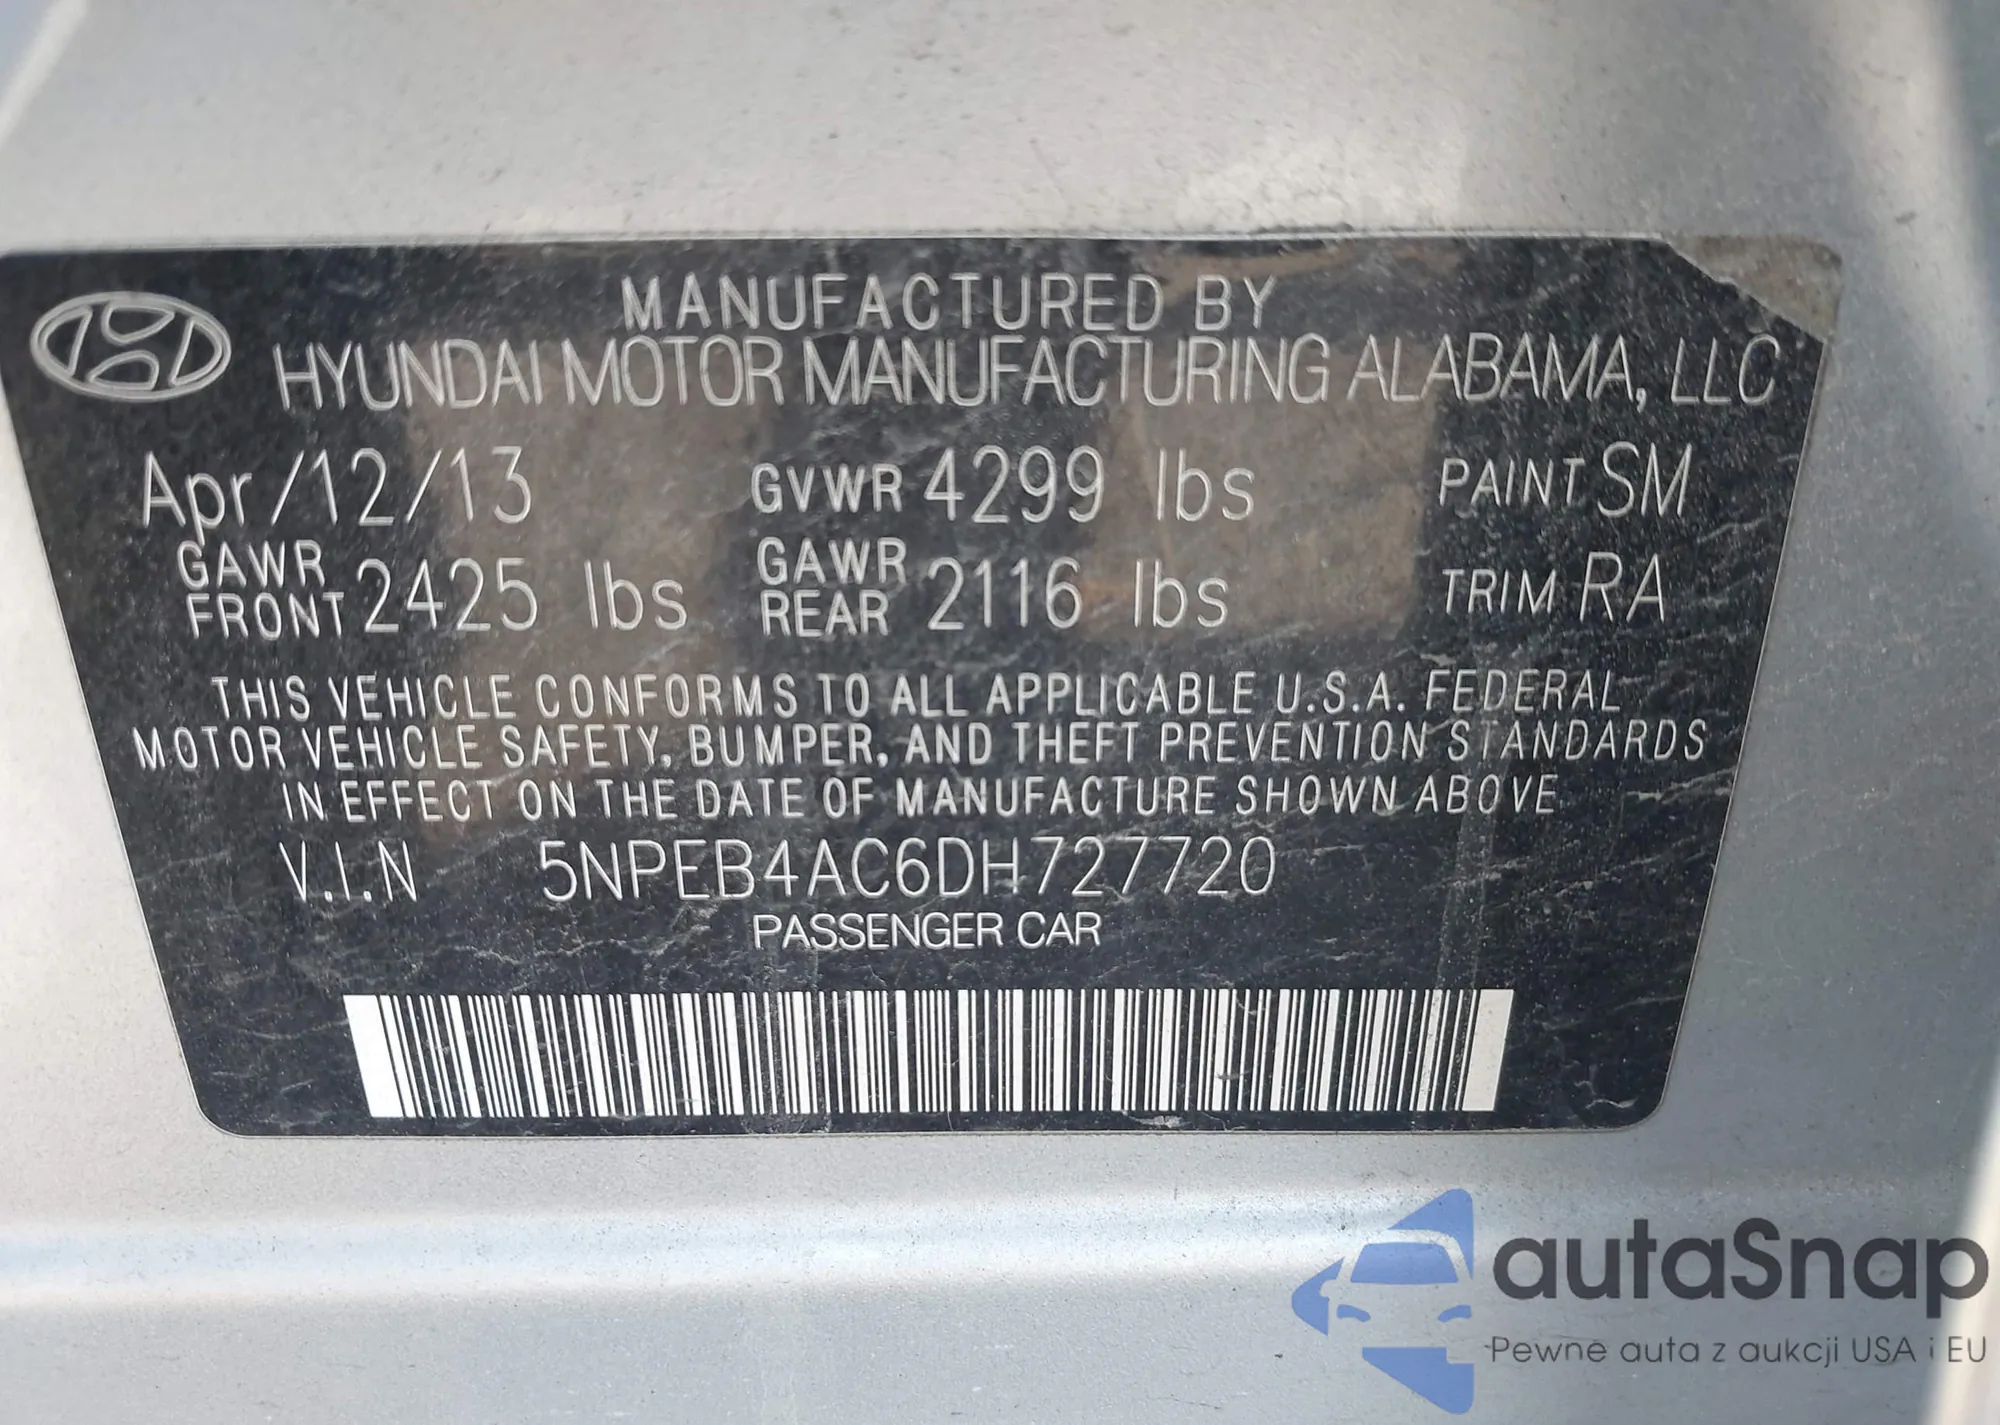 MANUFACTURED BY
HYUNDAI MOTOR MANUFACTURING ALABAMA, LLC
Apr/12/13 GVWR 4299 lbs PAINT SM
GAWR FRONT 2425 lbs GAWR REAR 2116 lbs TRIM RA
THIS VEHICLE CONFORMS TO ALL APPLICABLE U.S.A. FEDERAL
MOTOR VEHICLE SAFETY, BUMPER, AND THEFT PREVENTION STANDARDS
IN EFFECT ON THE DATE OF MANUFACTURE SHOWN ABOVE
V.I.N 5NPEB4AC6DH727720
PASSENGER CAR
autaSnap
Pewne auta z aukcji USA i EU